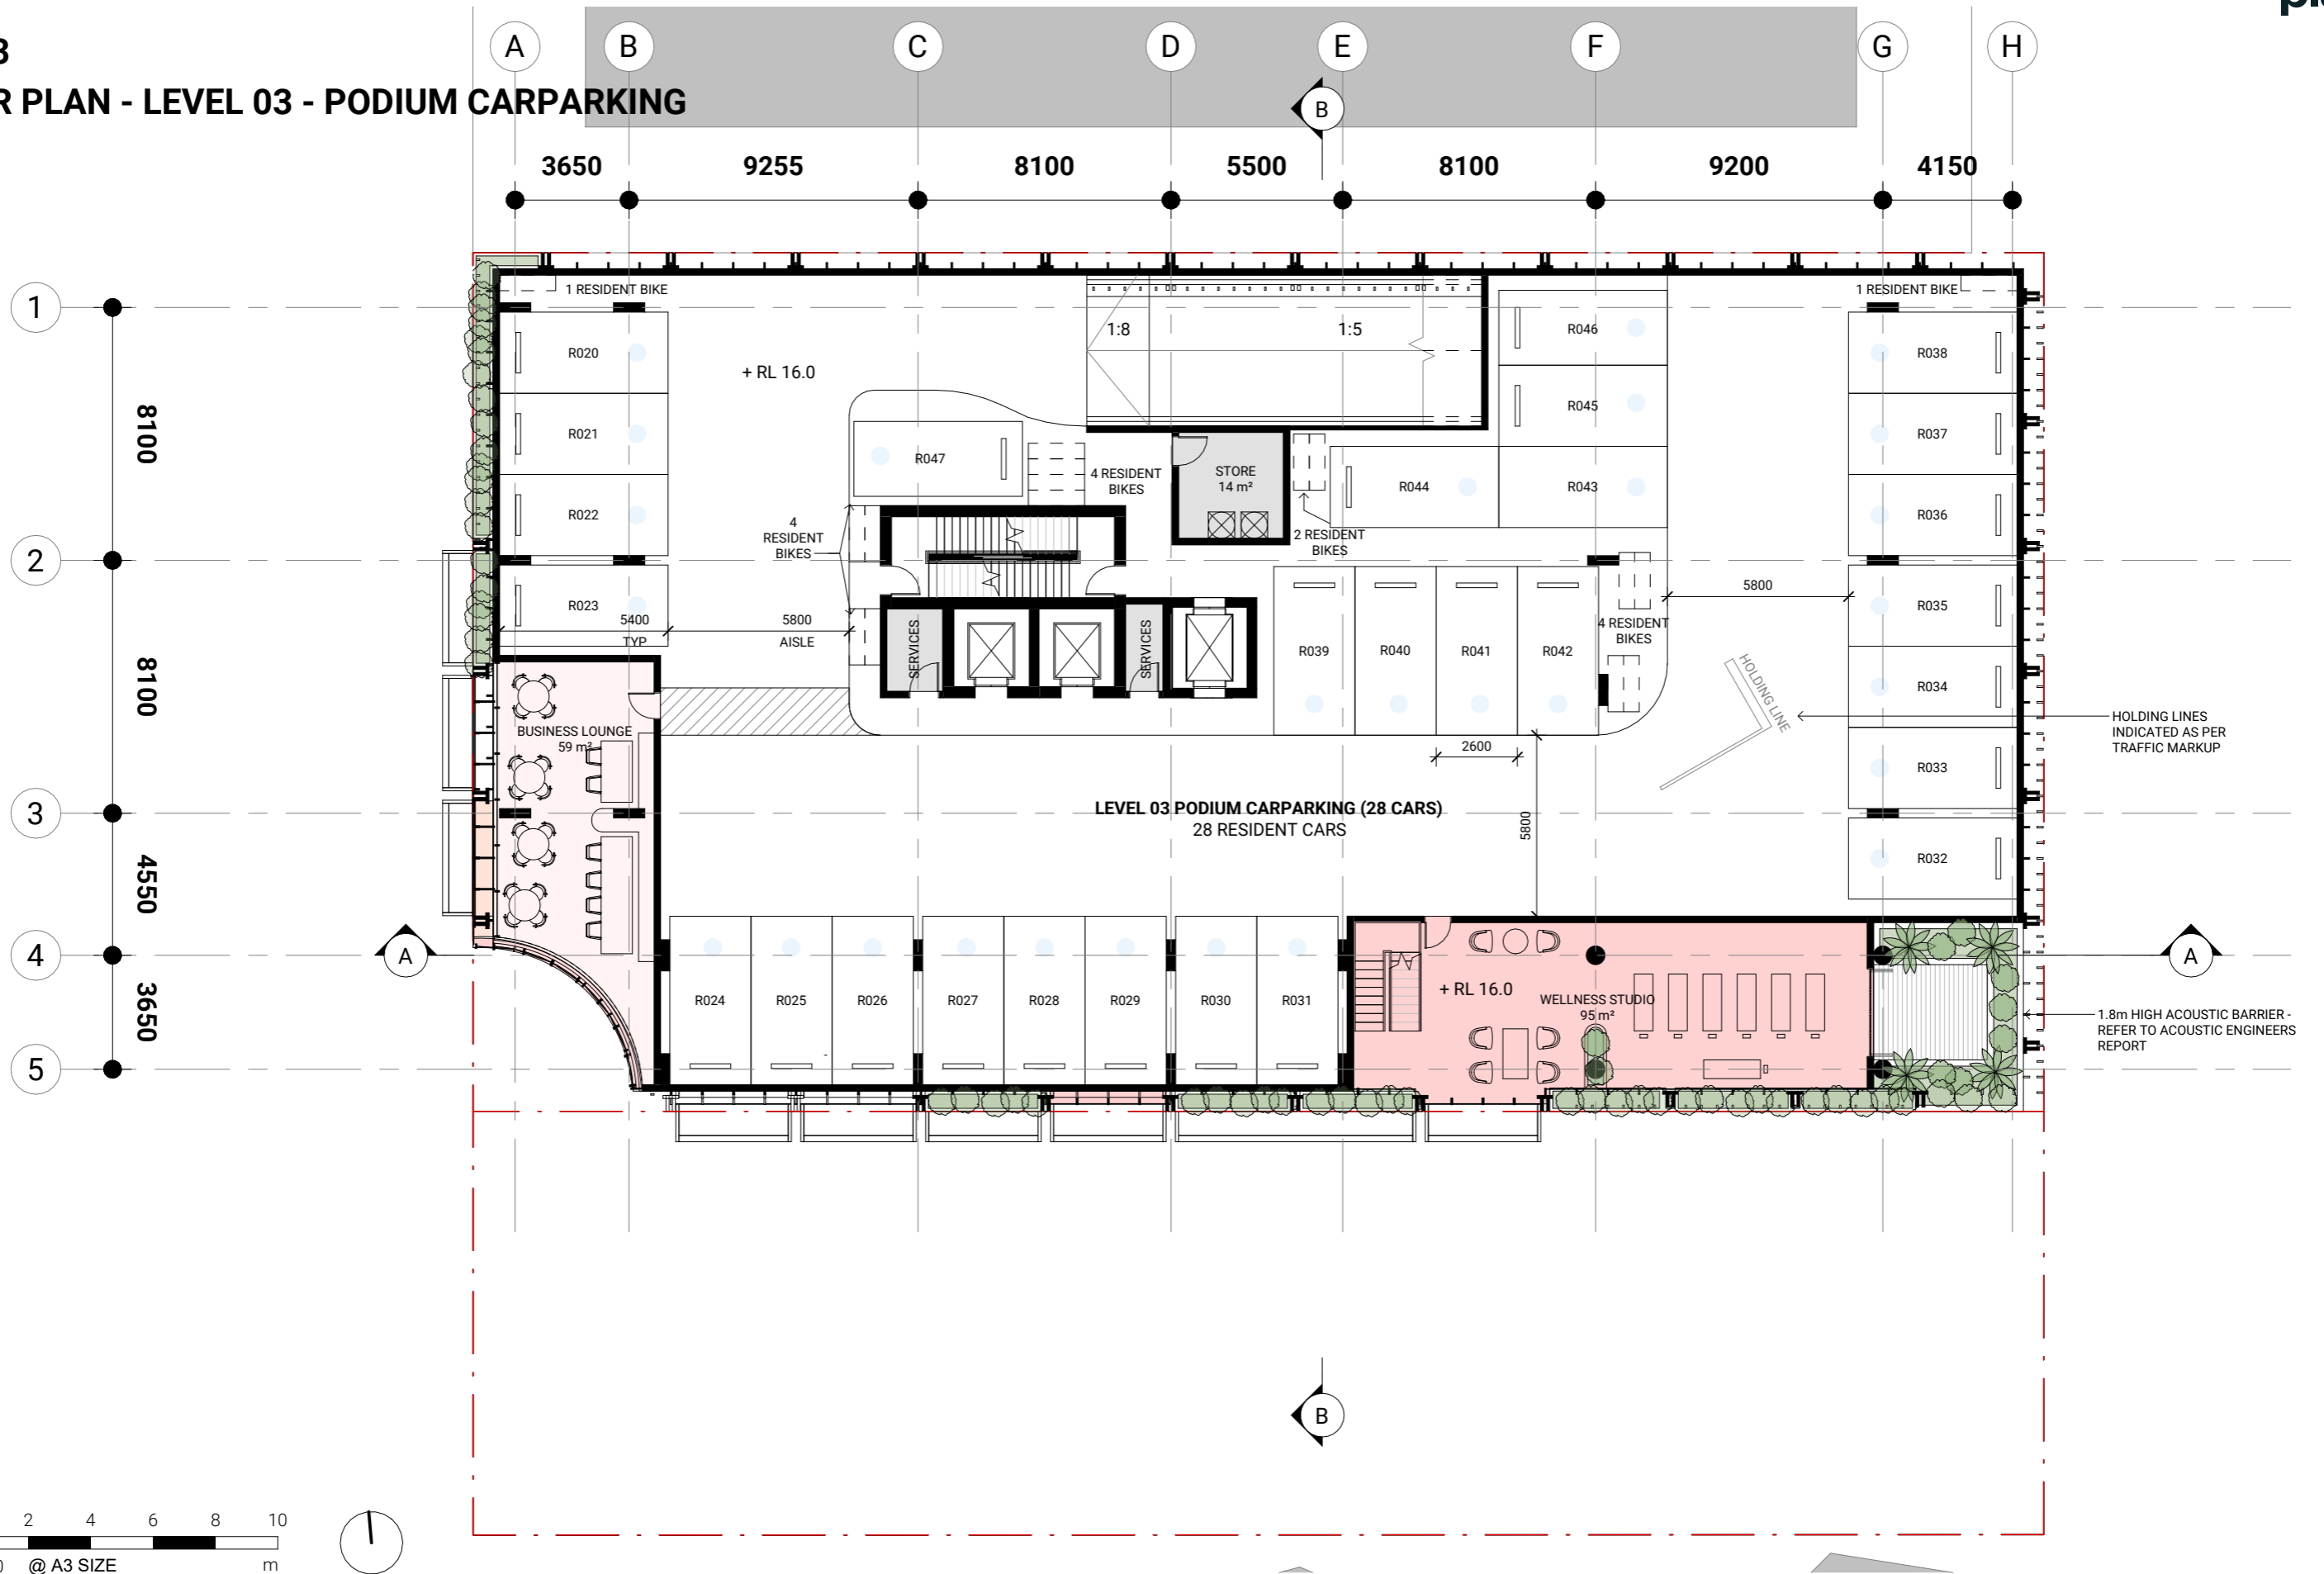 A
B
C
D
E
F
G
H
R PLAN - LEVEL 03 - PODIUM CARPARKING
B
3650
9255
8100
5500
8100
9200
4150
1
2
3
4
5
8100
8100
4550
3650
1 RESIDENT BIKE
1 RESIDENT BIKE
R020
R021
R022
R023
5400
TYP
5800
AISLE
+ RL 16.0
1:8
1:5
R046
R045
R044
R043
R038
R037
R036
R035
R034
R033
R032
R047
4 RESIDENT
BIKES
STORE
14 m²
2 RESIDENT
BIKES
4
RESIDENT
BIKES
SERVICES
SERVICES
R039
R040
R041
R042
4 RESIDENT
BIKES
5800
HOLDING LINE
HOLDING LINES
INDICATED AS PER
TRAFFIC MARKUP
2600
5800
BUSINESS LOUNGE
59 m²
LEVEL 03 PODIUM CARPARKING (28 CARS)
28 RESIDENT CARS
A
A
R024
R025
R026
R027
R028
R029
R030
R031
+ RL 16.0
WELLNESS STUDIO
95 m²
1.8m HIGH ACOUSTIC BARRIER -
REFER TO ACOUSTIC ENGINEERS
REPORT
B
2
4
6
8
10
@ A3 SIZE
m